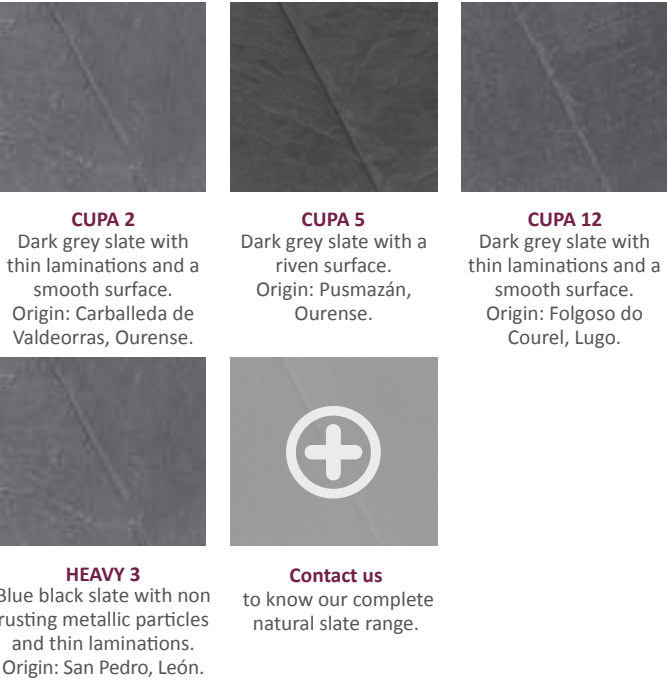 CUPA 2
Dark grey slate with
thin laminations and a
smooth surface.
Origin: Carballeda de
Valdeorras, Ourense.
CUPA 5
Dark grey slate with a
riven surface.
Origin: Pusmazán,
Ourense.
CUPA 12
Dark grey slate with
thin laminations and a
smooth surface.
Origin: Folgoso do
Courel, Lugo.
HEAVY 3
Blue black slate with non
rusting metallic particles
and thin laminations.
Origin: San Pedro, León.
Contact us
to know our complete
natural slate range.